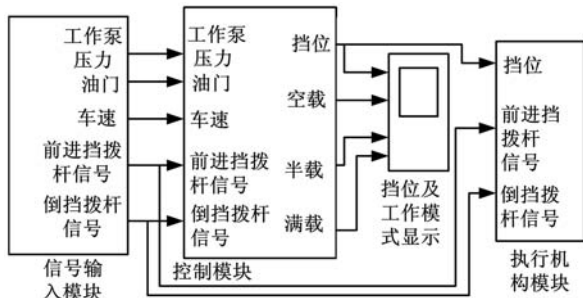 工作泵
压力
油门
车速
前进挡拨
杆信号
倒挡拨杆
信号
信号输
入模块
工作泵
压力
油门
车速
前进挡拨
杆信号
倒挡拨杆
信号
挡位
空载
半载
满载
控制模块
挡位及
工作模
式显示
挡位
前进挡
拨杆
信号
倒挡拨
杆信号
执行机
构模块